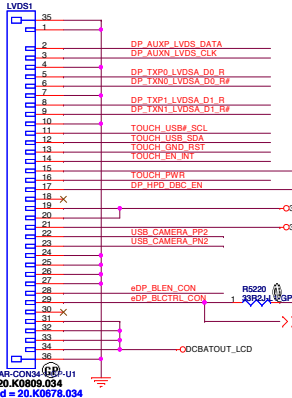 LVDS1
35
1
2 DP_AUXP_LVDS_DATA
3 DP_AUXN_LVDS_CLK
4
5 DP_TXP0_LVDSA_D0_R
6 DP_TXN0_LVDSA_D0_R#
7
8 DP_TXP1_LVDSA_D1_R
9 DP_TXN1_LVDSA_D1_R#
10
11 TOUCH_USB#_SCL
12 TOUCH_USB_SDA
13 TOUCH_GND_RST
14 TOUCH_EN_INT
15
16 TOUCH_PWR
17 DP_HPD_DBC_EN
18
19
20
21
22 USB_CAMERA_PP2
23 USB_CAMERA_PN2
24
25
26
27
28 eDP_BLEN_CON
29 eDP_BLCTRL_CON 1
R5220
30
31
32
33
34 DCBATOUT_LCD
36
20.K0809.034
d = 20.K0678.034